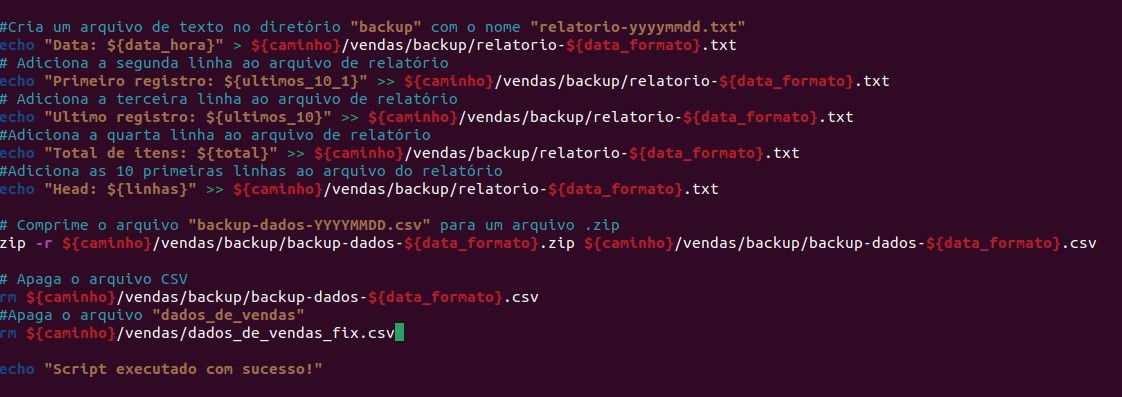 #Cria um arquivo de texto no diretório "backup" com o nome "relatorio-yyyymmdd.txt"
echo "Data: ${data_hora}" > ${caminho}/vendas/backup/relatorio-${data_formato}.txt
# Adiciona a segunda linha ao arquivo de relatório
echo "Primeiro registro: ${ultimos_10_1}" >> ${caminho}/vendas/backup/relatorio-${data_formato}.txt
# Adiciona a terceira linha ao arquivo de relatório
echo "Ultimo registro: ${ultimos_10}" >> ${caminho}/vendas/backup/relatorio-${data_formato}.txt
#Adiciona a quarta linha ao arquivo de relatório
echo "Total de itens: ${total}" >> ${caminho}/vendas/backup/relatorio-${data_formato}.txt
#Adiciona as 10 primeiras linhas ao arquivo do relatório
echo "Head: ${linhas}" >> ${caminho}/vendas/backup/relatorio-${data_formato}.txt
# Comprime o arquivo "backup-dados-YYYYMMDD.csv" para um arquivo .zip
zip -r ${caminho}/vendas/backup/backup-dados-${data_formato}.zip ${caminho}/vendas/backup/backup-dados-${data_formato}.csv
# Apaga o arquivo CSV
rm ${caminho}/vendas/backup/backup-dados-${data_formato}.csv
#Apaga o arquivo "dados_de_vendas"
rm ${caminho}/vendas/dados_de_vendas_fix.csv
echo "Script executado com sucesso!"